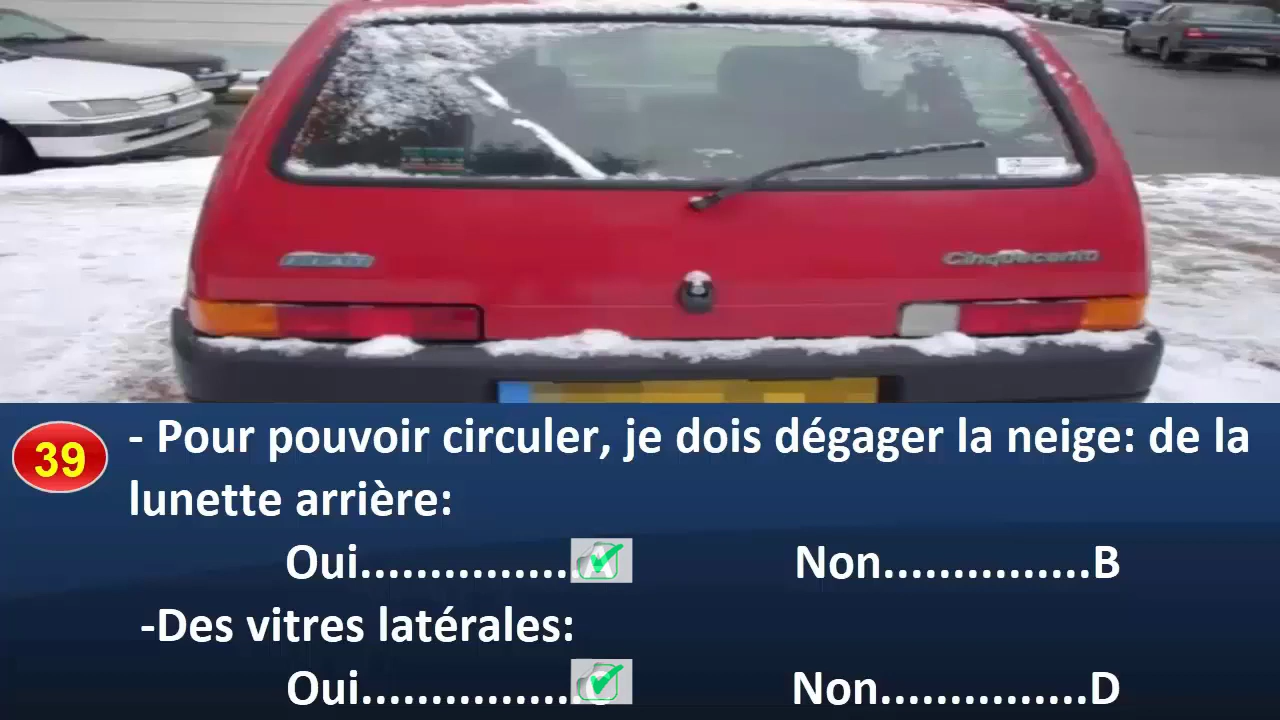 Cinquecento
39
- Pour pouvoir circuler, je dois dégager la neige: de la
lunette arrière:
Oui............... A Non...............B
-Des vitres latérales:
Oui............... Non...............D